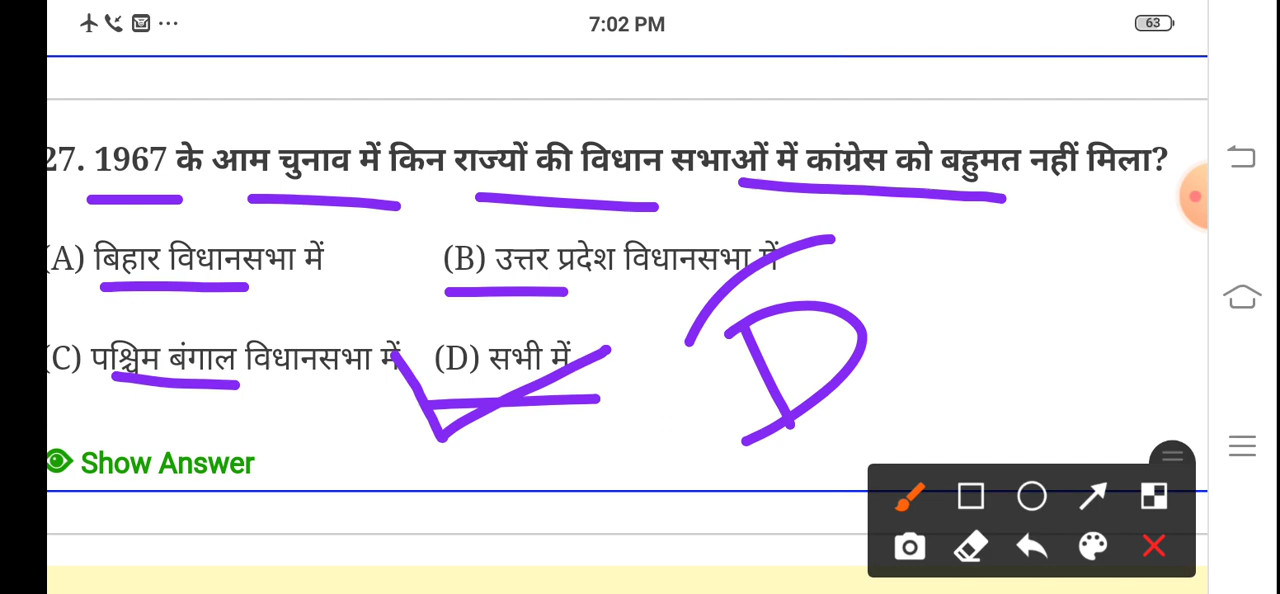 7:02 PM
63
27. 1967 के आम चुनाव में किन राज्यों की विधान सभाओं में कांग्रेस को बहुमत नहीं मिला?
(A) बिहार विधानसभा में (B) उत्तर प्रदेश विधानसभा में
(C) पश्चिम बंगाल विधानसभा में (D) सभी में
D
Show Answer